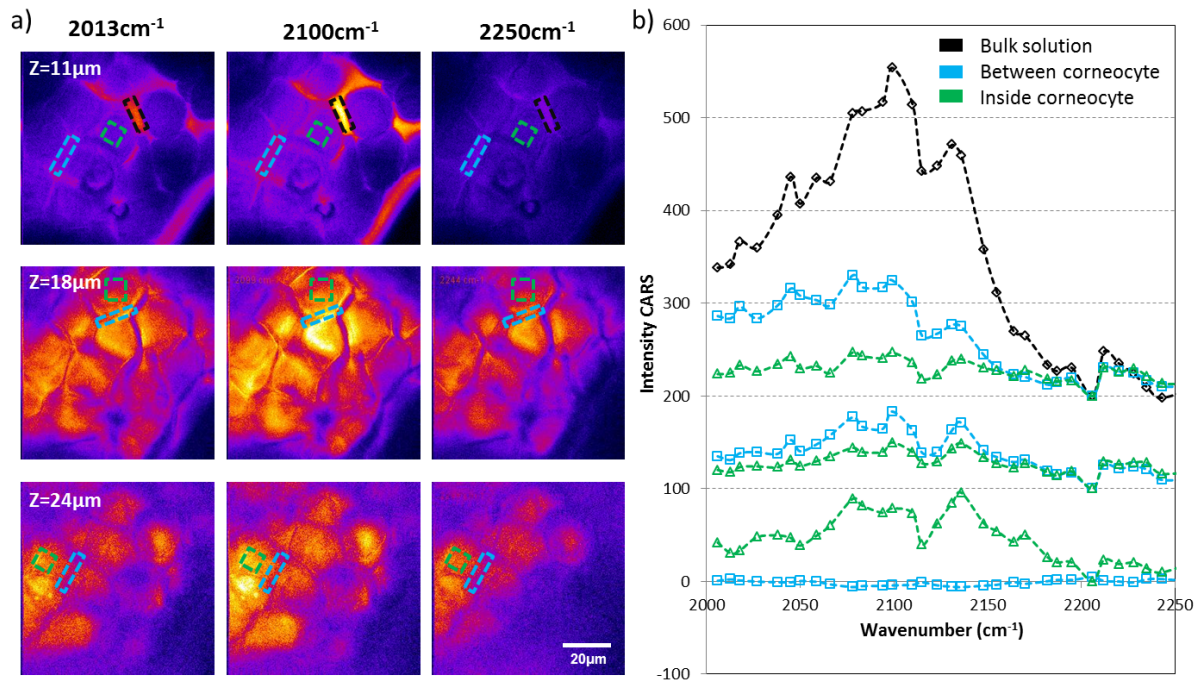 a)
2013cm⁻¹
2100cm⁻¹
2250cm⁻¹
Z=11µm
Z=18µm
2099 cm-1
2244 cm-1
Z=24µm
20µm
b)
600
500
400
300
200
100
0
-100
Intensity CARS
Bulk solution
Between corneocyte
Inside corneocyte
2000
2050
2100
2150
2200
2250
Wavenumber (cm⁻¹)